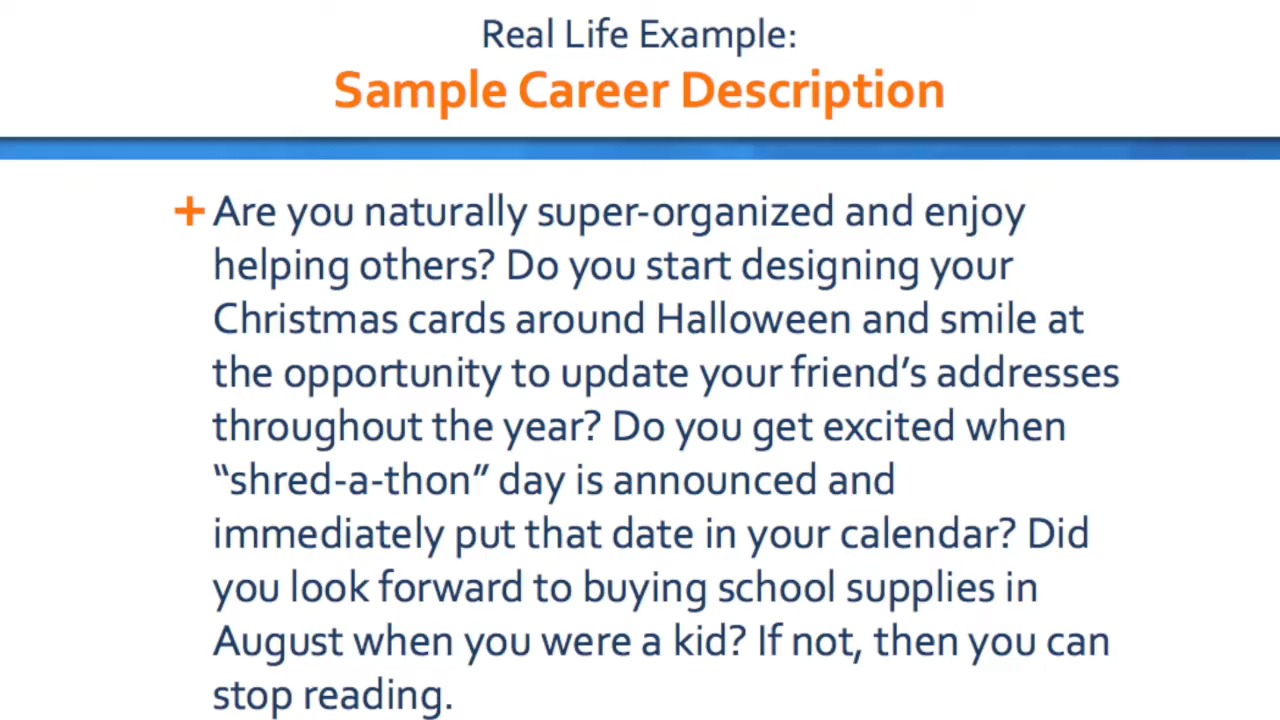 Real Life Example:
Sample Career Description
+ Are you naturally super-organized and enjoy
helping others? Do you start designing your
Christmas cards around Halloween and smile at
the opportunity to update your friend’s addresses
throughout the year? Do you get excited when
“shred-a-thon” day is announced and
immediately put that date in your calendar? Did
you look forward to buying school supplies in
August when you were a kid? If not, then you can
stop reading.